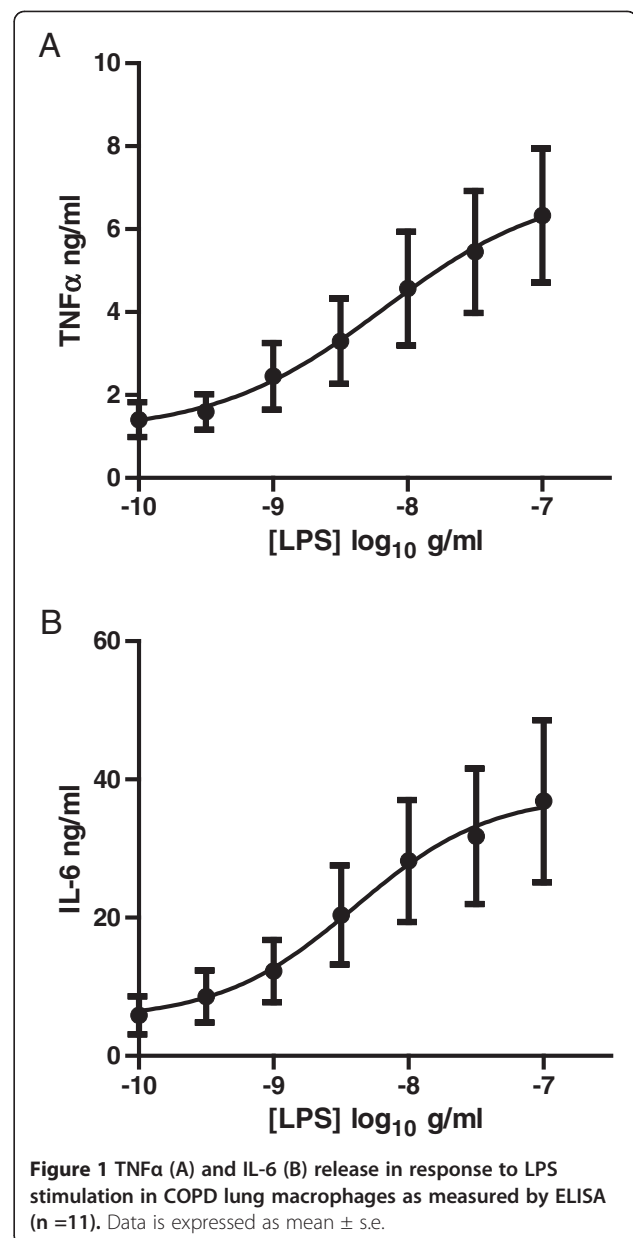 A
10
8
6
4
2
0
TNFα ng/ml
-10 -9 -8 -7
[LPS] log10 g/ml
B
60
40
20
0
IL-6 ng/ml
-10 -9 -8 -7
[LPS] log10 g/ml
Figure 1 TNFα (A) and IL-6 (B) release in response to LPS
stimulation in COPD lung macrophages as measured by ELISA
(n =11). Data is expressed as mean ± s.e.